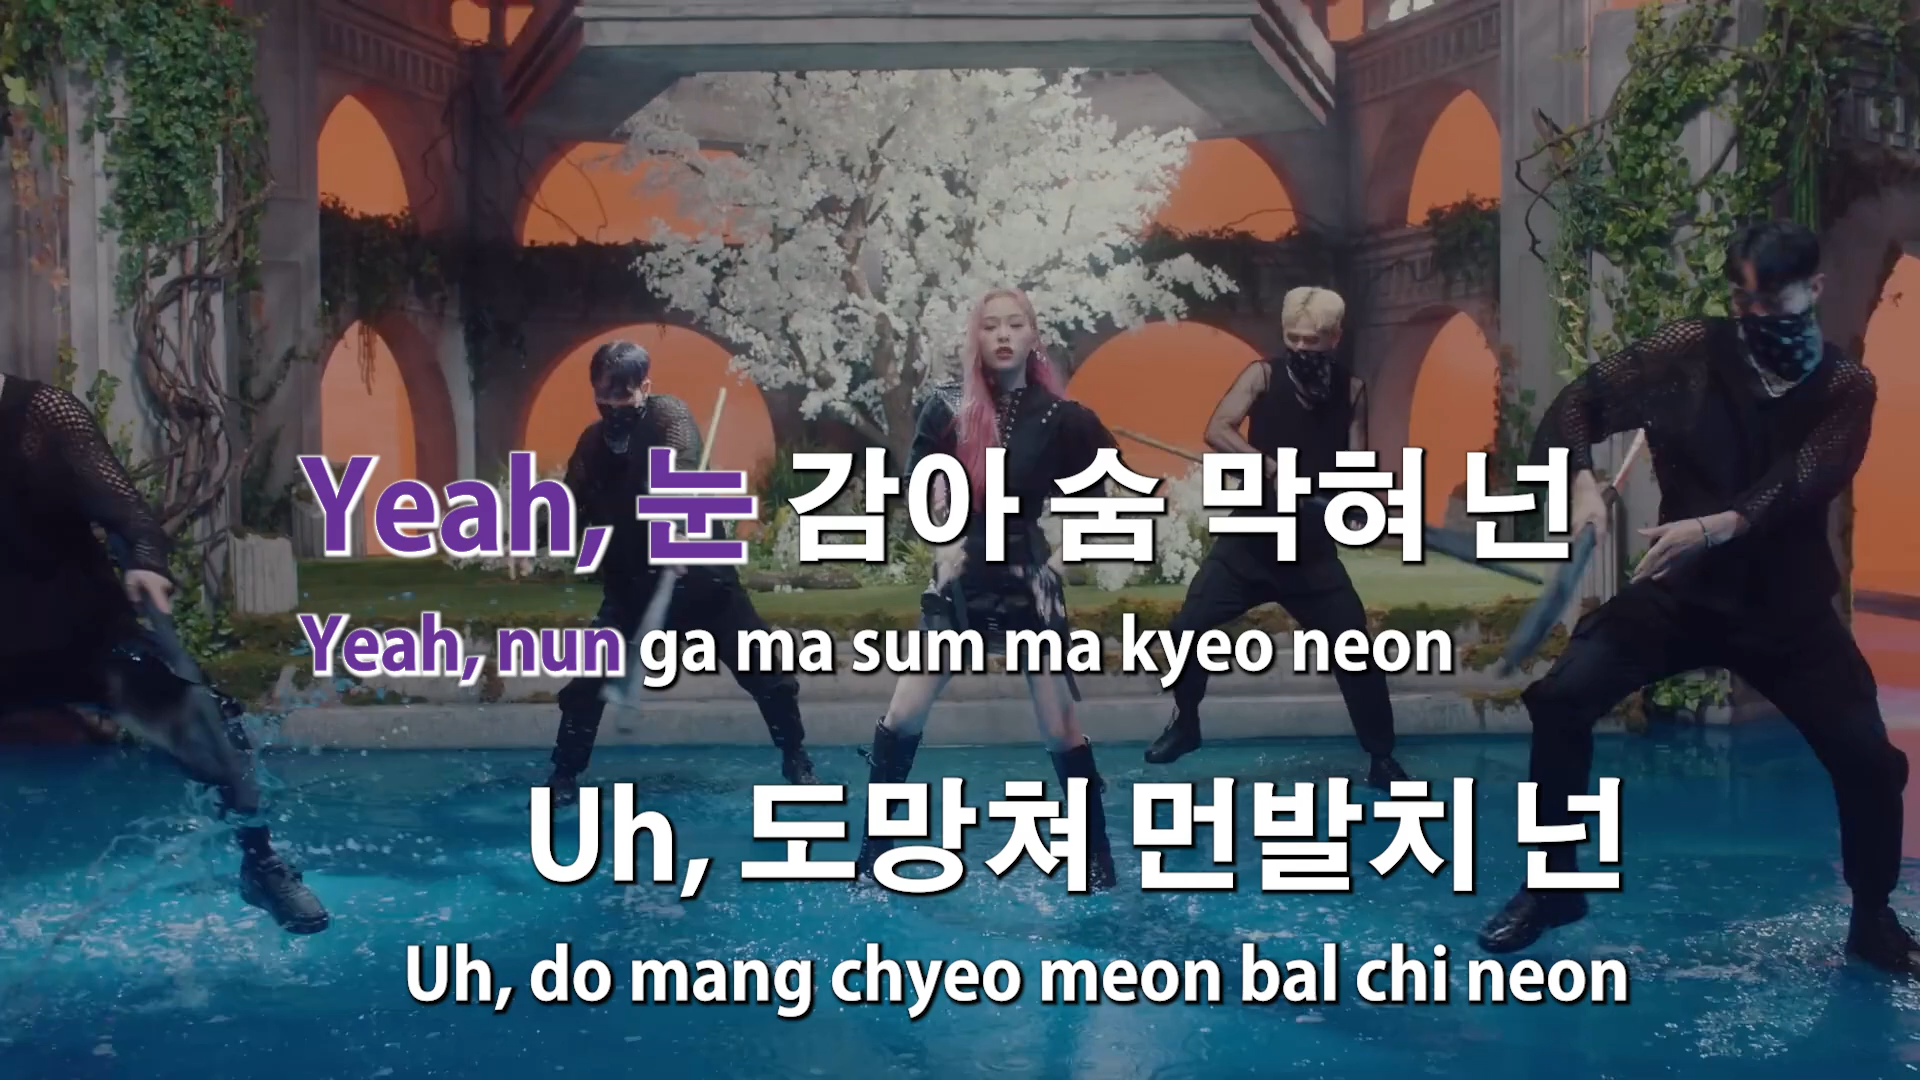 Yeah, 눈 감아 숨 막혀 넌
Yeah, nun ga ma sum ma kyeo neon
Uh, 도망쳐 먼발치 넌
Uh, do mang chyeo meon bal chi neon